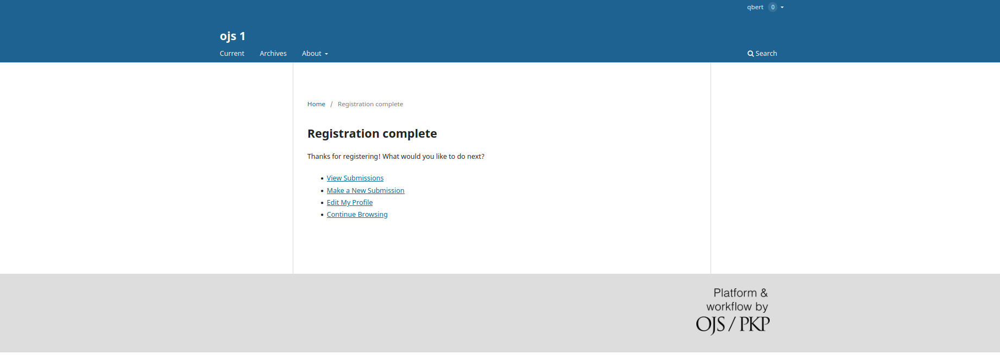 qbert 0
ojs 1
Current Archives About Search
Home / Registration complete
Registration complete
Thanks for registering! What would you like to do next?
• View Submissions
• Make a New Submission
• Edit My Profile
• Continue Browsing
Platform &
workflow by
OJS / PKP